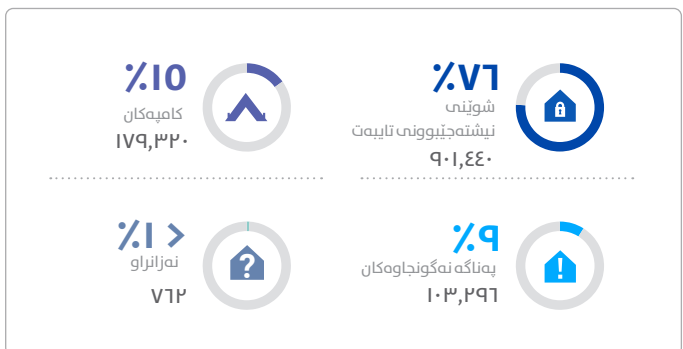 ٪٧٦
شوێنی
نیشتەجێبوونی تایبەت
٩٠١,٤٤٠
٪١٥
کامپەکان
١٧٩,٣٢٠
٪٩
پەناگە نەگونجاوەکان
١٠٣,٢٩٦
< ٪١
نەزانراو
٧٦٢